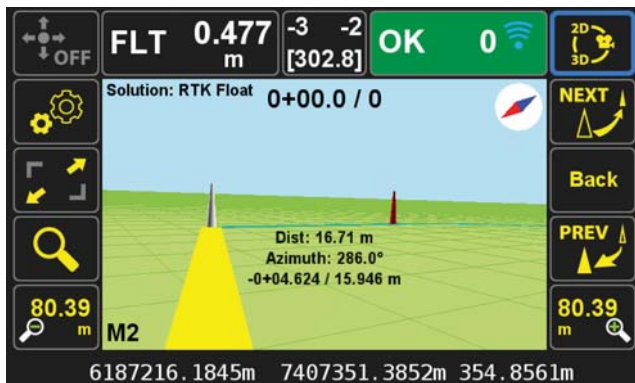 OFF
FLT 0.477 m
-3 -2
[302.8]
OK 0
2D
3D
Solution: RTK Float
0+00.0 / 0
NEXT
Back
PREV
Dist: 16.71 m
Azimuth: 286.0°
-0+04.624 / 15.946 m
80.39 m
M2
80.39 m
6187216.1845m 7407351.3852m 354.8561m